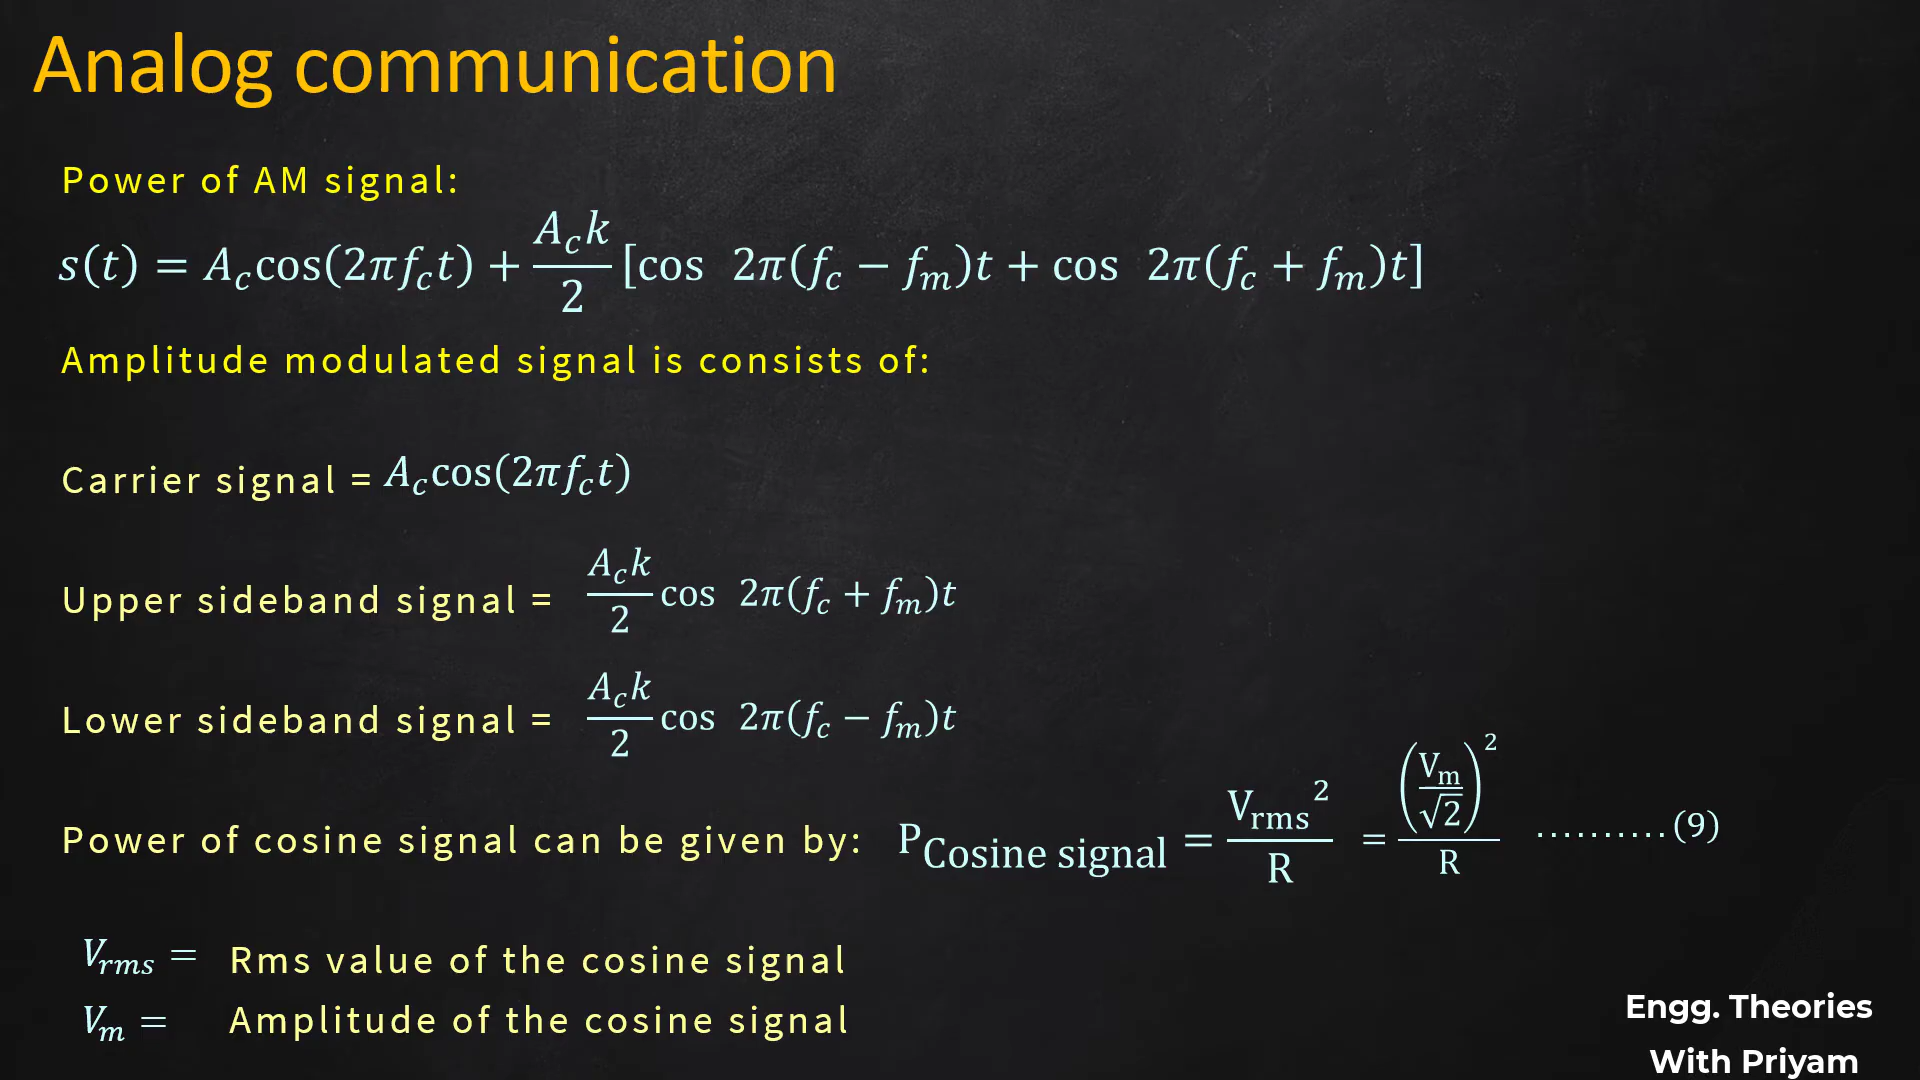 Analog communication
Power of AM signal:
s(t) = A_c cos(2πf_c t) + A_c k / 2 [cos 2π(f_c − f_m)t + cos 2π(f_c + f_m)t]
Amplitude modulated signal is consists of:
Carrier signal = A_c cos(2πf_c t)
Upper sideband signal = A_c k / 2 cos 2π(f_c + f_m)t
Lower sideband signal = A_c k / 2 cos 2π(f_c − f_m)t
Power of cosine signal can be given by: P_Cosine signal = V_rms² / R = (V_m / √2)² / R ..........(9)
V_rms = Rms value of the cosine signal
V_m = Amplitude of the cosine signal
Engg. Theories
With Priyam